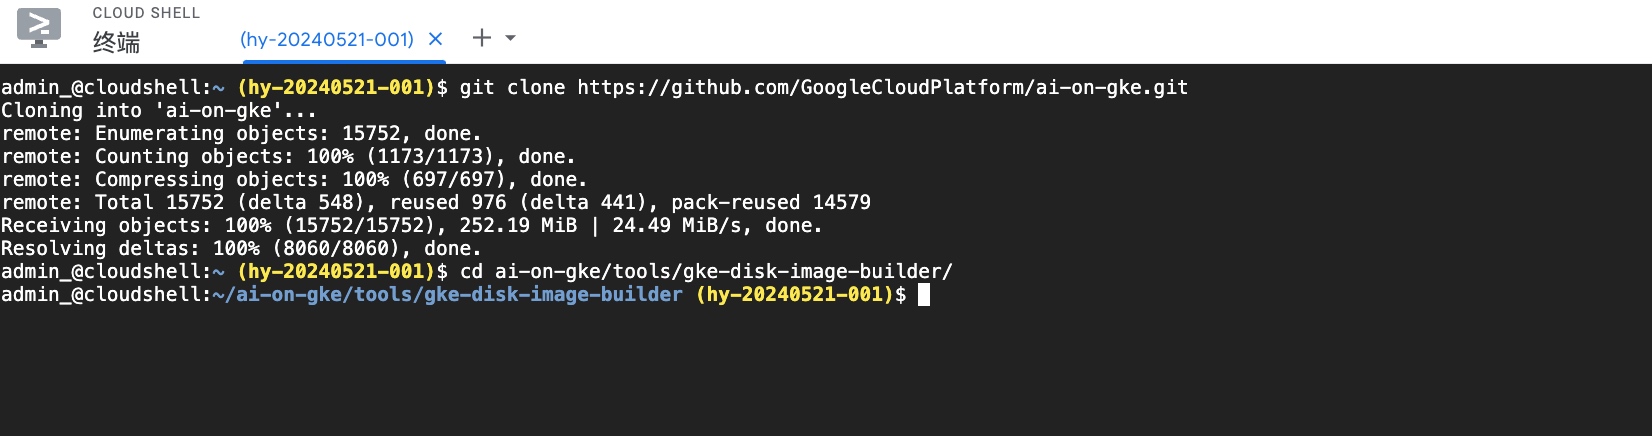 CLOUD SHELL
终端
(hy-20240521-001)
admin_@cloudshell:~ (hy-20240521-001)$ git clone https://github.com/GoogleCloudPlatform/ai-on-gke.git
Cloning into 'ai-on-gke'...
remote: Enumerating objects: 15752, done.
remote: Counting objects: 100% (1173/1173), done.
remote: Compressing objects: 100% (697/697), done.
remote: Total 15752 (delta 548), reused 976 (delta 441), pack-reused 14579
Receiving objects: 100% (15752/15752), 252.19 MiB | 24.49 MiB/s, done.
Resolving deltas: 100% (8060/8060), done.
admin_@cloudshell:~ (hy-20240521-001)$ cd ai-on-gke/tools/gke-disk-image-builder/
admin_@cloudshell:~/ai-on-gke/tools/gke-disk-image-builder (hy-20240521-001)$